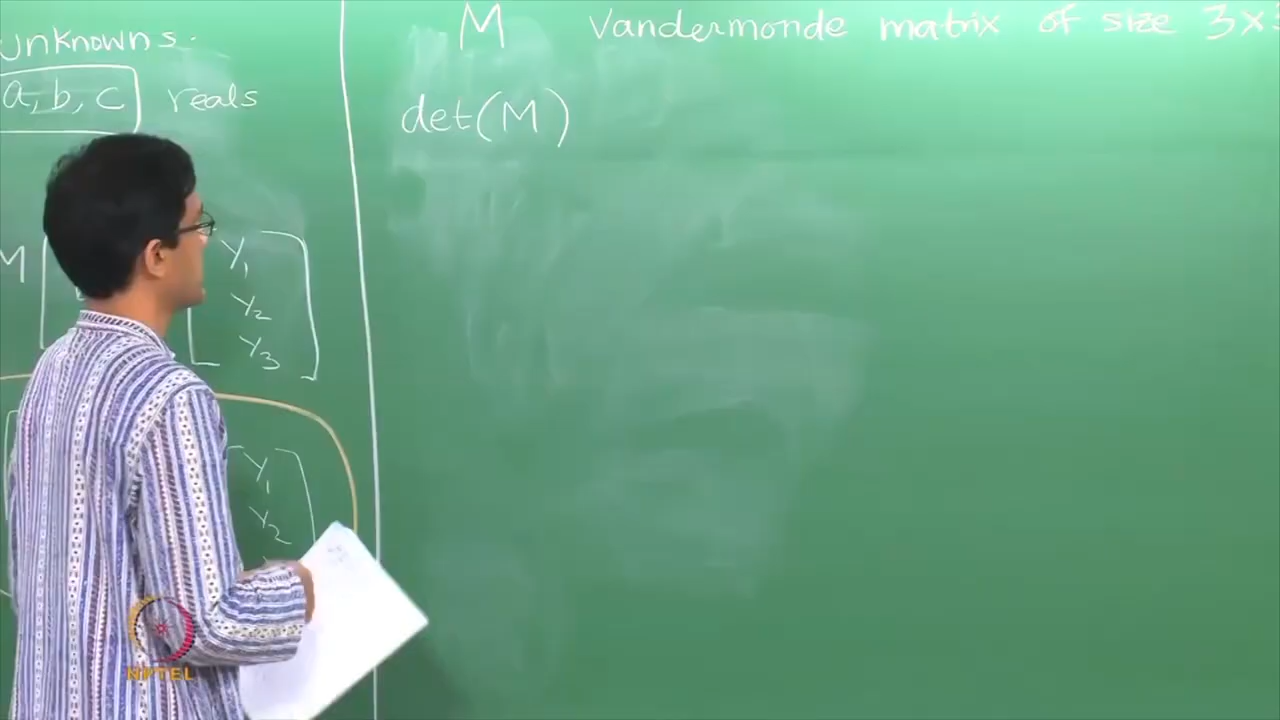 unknowns.
a, b, c reals
M
y1
y2
y3
y1
y2
M Vandermonde matrix of size 3x
det(M)
NPTEL